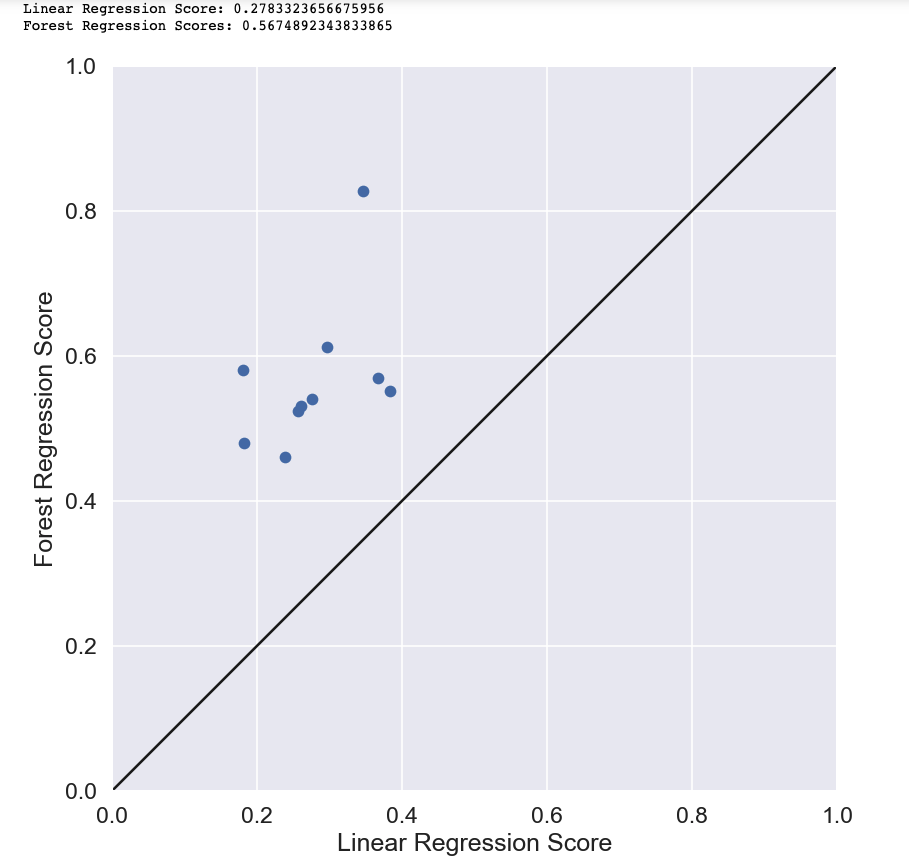 Linear Regression Score: 0.2783323656675956
Forest Regression Scores: 0.5674892343833865
1.0
0.8
0.6
0.4
0.2
0.0
Forest Regression Score
0.0 0.2 0.4 0.6 0.8 1.0
Linear Regression Score